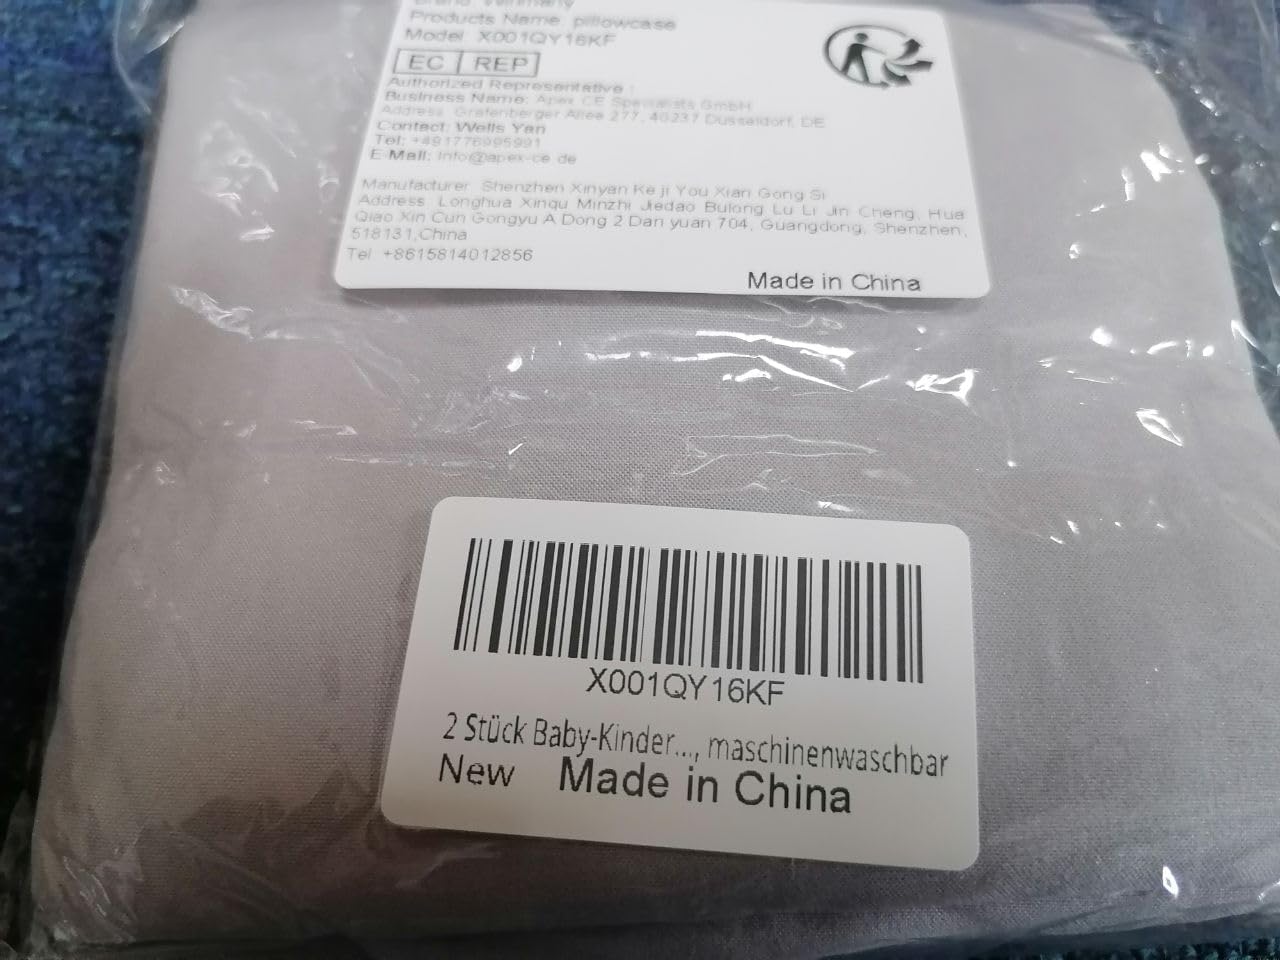 Products Name: pillowcase
Model: X001QY16KF
EC REP
Authorized Representative :
Business Name: Apex CE Specialists GmbH
Address: Grafenberger Allee 277, 40237 Düsseldorf, DE
Contact: Wells Yan
Tel: +491776995991
E-Mail: Info@apex-ce.de
Manufacturer: Shenzhen Xinyan Ke ji You Xian Gong Si
Address: Longhua Xinqu Minzhi Jiedao Bulong Lu Li Jin Cheng, Hua
Qiao Xin Cun Gongyu A Dong 2 Dan yuan 704, Guangdong, Shenzhen,
518131,China
Tel: +8615814012856
Made in China
X001QY16KF
2 Stück Baby-Kinder..., maschinenwaschbar
New Made in China